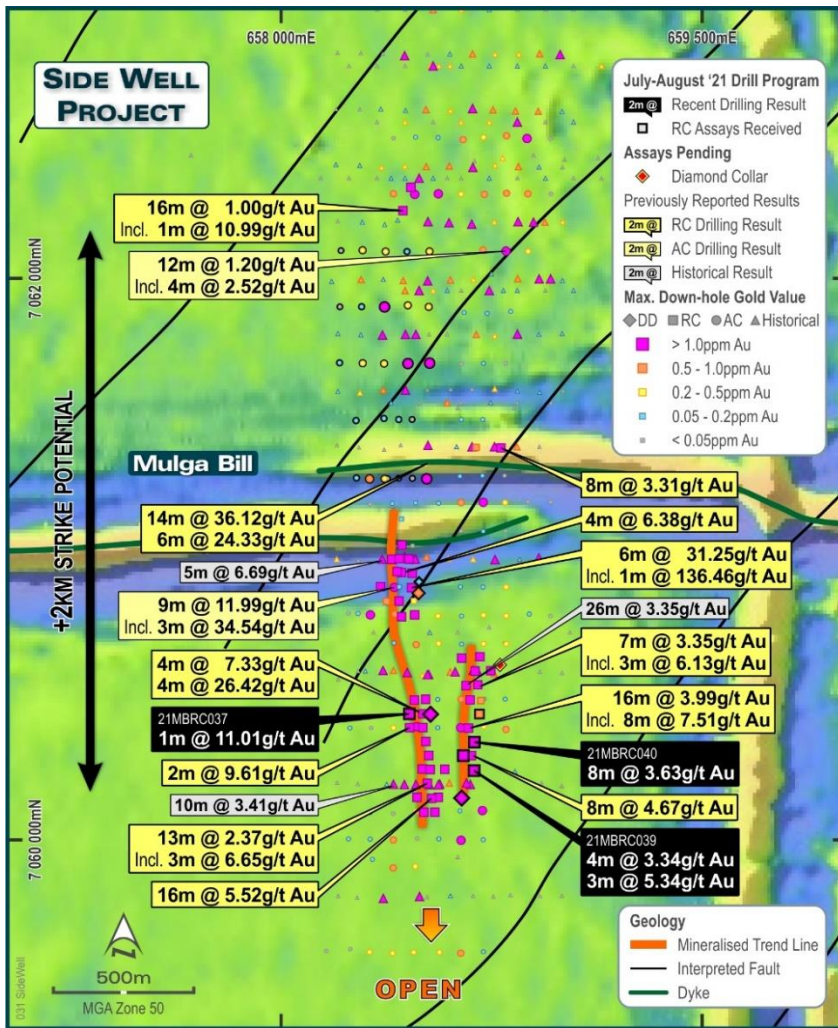 658 000mE
659 500mE
SIDE WELL
PROJECT
July-August '21 Drill Program
2m @ Recent Drilling Result
RC Assays Received
Assays Pending
Diamond Collar
Previously Reported Results
2m @ RC Drilling Result
2m @ AC Drilling Result
2m @ Historical Result
Max. Down-hole Gold Value
DD RC AC Historical
> 1.0ppm Au
0.5 - 1.0ppm Au
0.2 - 0.5ppm Au
0.05 - 0.2ppm Au
< 0.05ppm Au
7 062 000mN
16m @ 1.00g/t Au
Incl. 1m @ 10.99g/t Au
12m @ 1.20g/t Au
Incl. 4m @ 2.52g/t Au
+2KM STRIKE POTENTIAL
Mulga Bill
14m @ 36.12g/t Au
6m @ 24.33g/t Au
5m @ 6.69g/t Au
9m @ 11.99g/t Au
Incl. 3m @ 34.54g/t Au
4m @ 7.33g/t Au
4m @ 26.42g/t Au
21MBRC037
1m @ 11.01g/t Au
2m @ 9.61g/t Au
10m @ 3.41g/t Au
13m @ 2.37g/t Au
Incl. 3m @ 6.65g/t Au
16m @ 5.52g/t Au
8m @ 3.31g/t Au
4m @ 6.38g/t Au
6m @ 31.25g/t Au
Incl. 1m @ 136.46g/t Au
26m @ 3.35g/t Au
7m @ 3.35g/t Au
Incl. 3m @ 6.13g/t Au
16m @ 3.99g/t Au
Incl. 8m @ 7.51g/t Au
21MBRC040
8m @ 3.63g/t Au
8m @ 4.67g/t Au
21MBRC039
4m @ 3.34g/t Au
3m @ 5.34g/t Au
7 060 000mN
OPEN
N
500m
MGA Zone 50
031 SideWell
Geology
Mineralised Trend Line
Interpreted Fault
Dyke